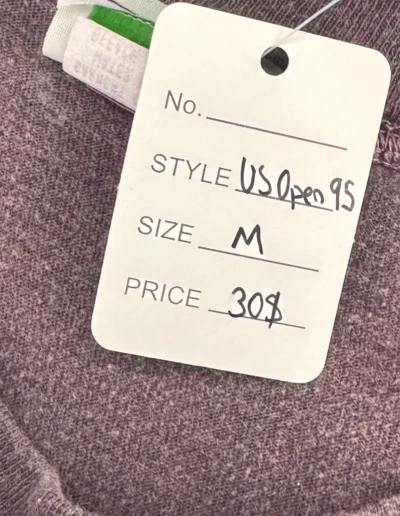 No.
STYLE US Open 95
SIZE M
PRICE 30$